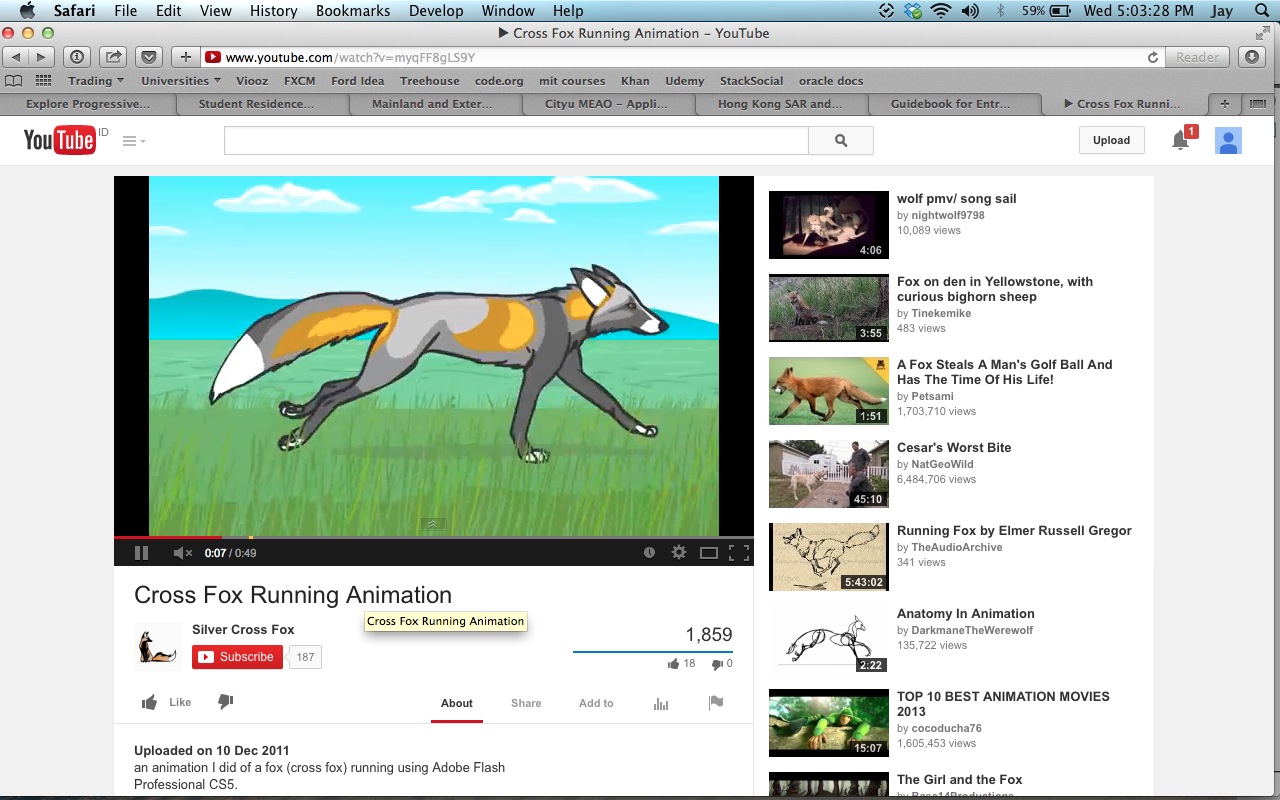 Safari File Edit View History Bookmarks Develop Window Help 59% Wed 5:03:28 PM Jay
▶ Cross Fox Running Animation – YouTube
www.youtube.com/watch?v=myqFF8gLS9Y Reader
Trading Universities Viooz FXCM Ford Idea Treehouse code.org mit courses Khan Udemy StackSocial oracle docs
Explore Progressive... Student Residence... Mainland and Exter... Cityu MEAO – Appli... Hong Kong SAR and... Guidebook for Entr... ▶ Cross Fox Runni...
YouTube ID Upload 1
0:07 / 0:49
Cross Fox Running Animation
Cross Fox Running Animation
Silver Cross Fox
Subscribe 187
1,859
18 0
Like About Share Add to
Uploaded on 10 Dec 2011
an animation I did of a fox (cross fox) running using Adobe Flash
Professional CS5.
4:06
wolf pmv/ song sail
by nightwolf9798
10,089 views
3:55
Fox on den in Yellowstone, with
curious bighorn sheep
by Tinekemike
483 views
1:51
A Fox Steals A Man's Golf Ball And
Has The Time Of His Life!
by Petsami
1,703,710 views
45:10
Cesar's Worst Bite
by NatGeoWild
6,484,706 views
5:43:02
Running Fox by Elmer Russell Gregor
by TheAudioArchive
341 views
2:22
Anatomy In Animation
by DarkmaneTheWerewolf
135,722 views
15:07
TOP 10 BEST ANIMATION MOVIES
2013
by cocoducha76
1,605,453 views
The Girl and the Fox
by Base14Productions